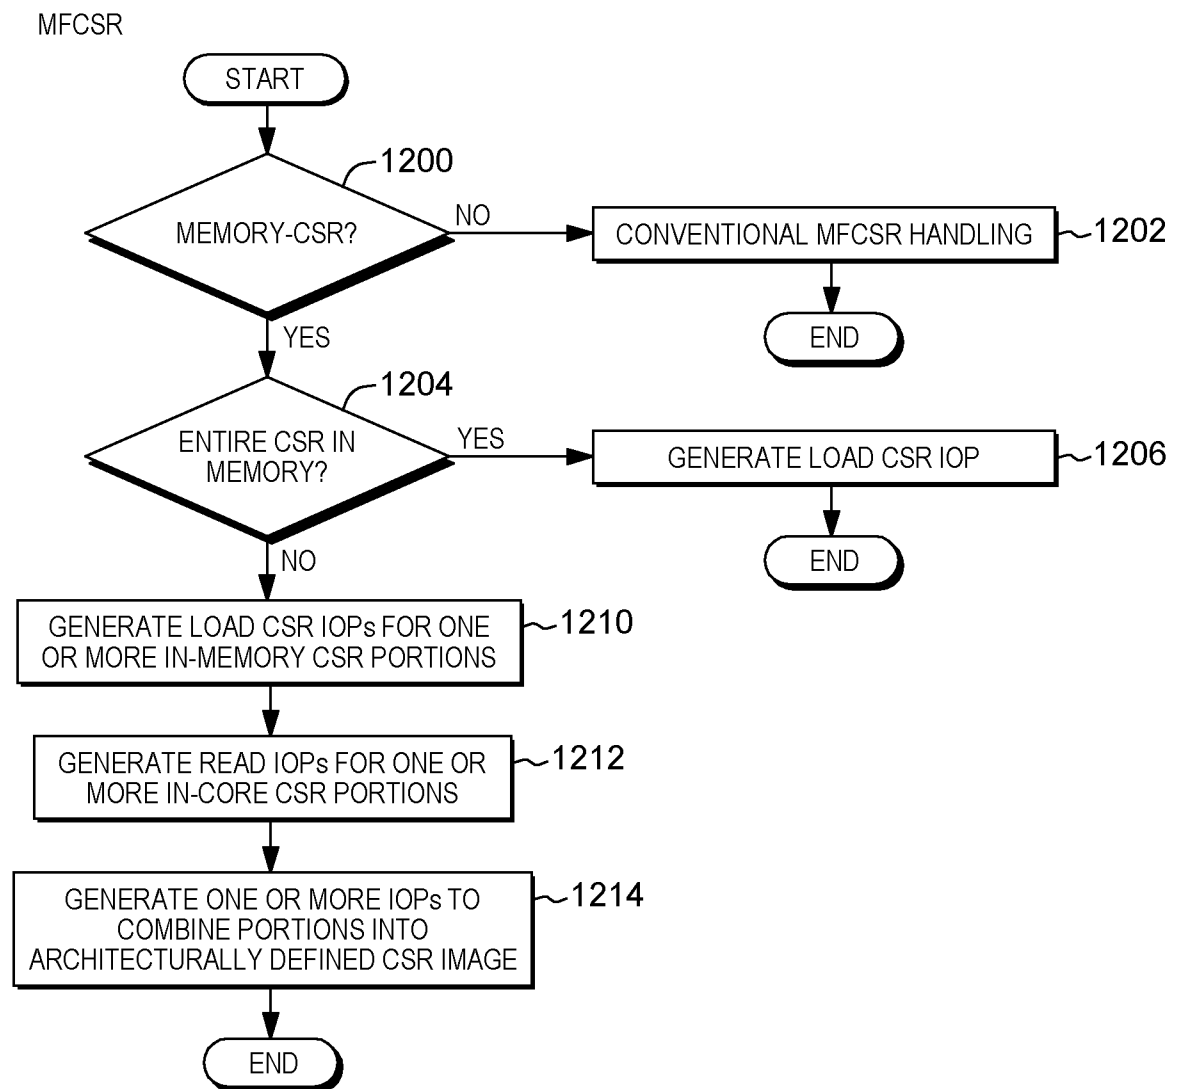 MFCSR
START
1200
MEMORY-CSR?
NO
CONVENTIONAL MFCSR HANDLING
1202
END
YES
1204
ENTIRE CSR IN
MEMORY?
YES
GENERATE LOAD CSR IOP
1206
END
NO
GENERATE LOAD CSR IOPs FOR ONE
OR MORE IN-MEMORY CSR PORTIONS
1210
GENERATE READ IOPs FOR ONE OR
MORE IN-CORE CSR PORTIONS
1212
GENERATE ONE OR MORE IOPs TO
COMBINE PORTIONS INTO
ARCHITECTURALLY DEFINED CSR IMAGE
1214
END